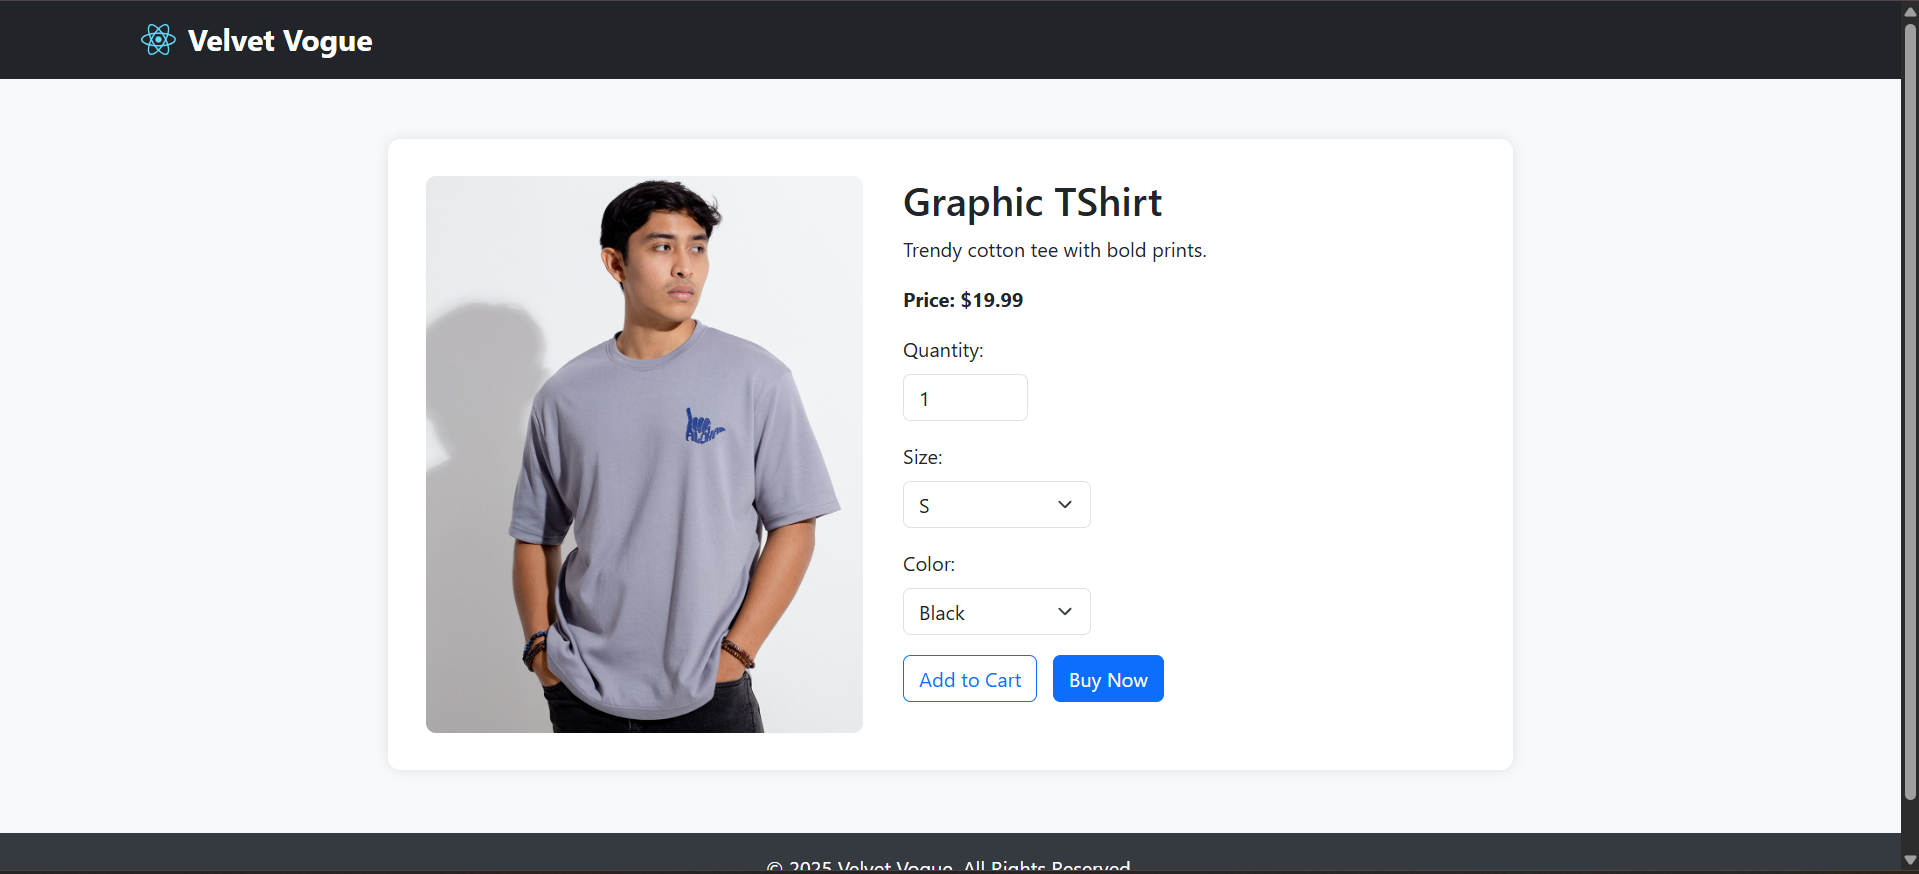 Velvet Vogue
Graphic TShirt
Trendy cotton tee with bold prints.
Price: $19.99
Quantity:
1
Size:
S
Color:
Black
Add to Cart
Buy Now
ALOHA
© 2025 Velvet Vogue. All Rights Reserved.